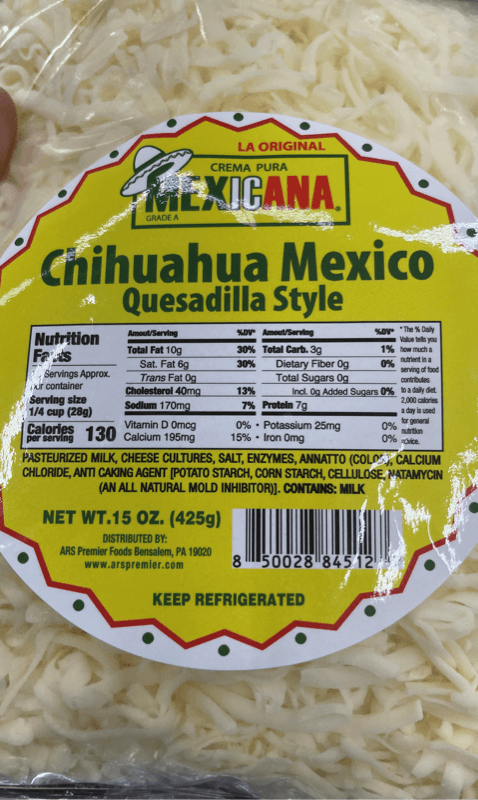 LA ORIGINAL
CREMA PURA
MEXICANA®
GRADE A
Chihuahua Mexico
Quesadilla Style
Nutrition
Facts
Servings Approx.
per container
Serving size
1/4 cup (28g)
Calories 130
per serving
Amout/Serving %DV*
Total Fat 10g 30%
Sat. Fat 6g 30%
Trans Fat 0g
Cholesterol 40mg 13%
Sodium 170mg 7%
Amout/Serving %DV*
Total Carb. 3g 1%
Dietary Fiber 0g 0%
Total Sugars 0g
Incl. 0g Added Sugars 0%
Protein 7g
Vitamin D 0mcg 0% • Potassium 25mg 0%
Calcium 195mg 15% • Iron 0mg 0%
*The % Daily
Value tells you
how much a
nutrient in a
serving of food
contributes
to a daily diet.
2,000 calories
a day is used
for general
nutrition
advice.
PASTEURIZED MILK, CHEESE CULTURES, SALT, ENZYMES, ANNATTO (COLOR), CALCIUM
CHLORIDE, ANTI CAKING AGENT [POTATO STARCH, CORN STARCH, CELLULOSE, NATAMYCIN
(AN ALL NATURAL MOLD INHIBITOR)]. CONTAINS: MILK
NET WT.15 OZ. (425g)
DISTRIBUTED BY:
ARS Premier Foods Bensalem, PA 19020
www.arspremier.com
8 50028 84512
KEEP REFRIGERATED